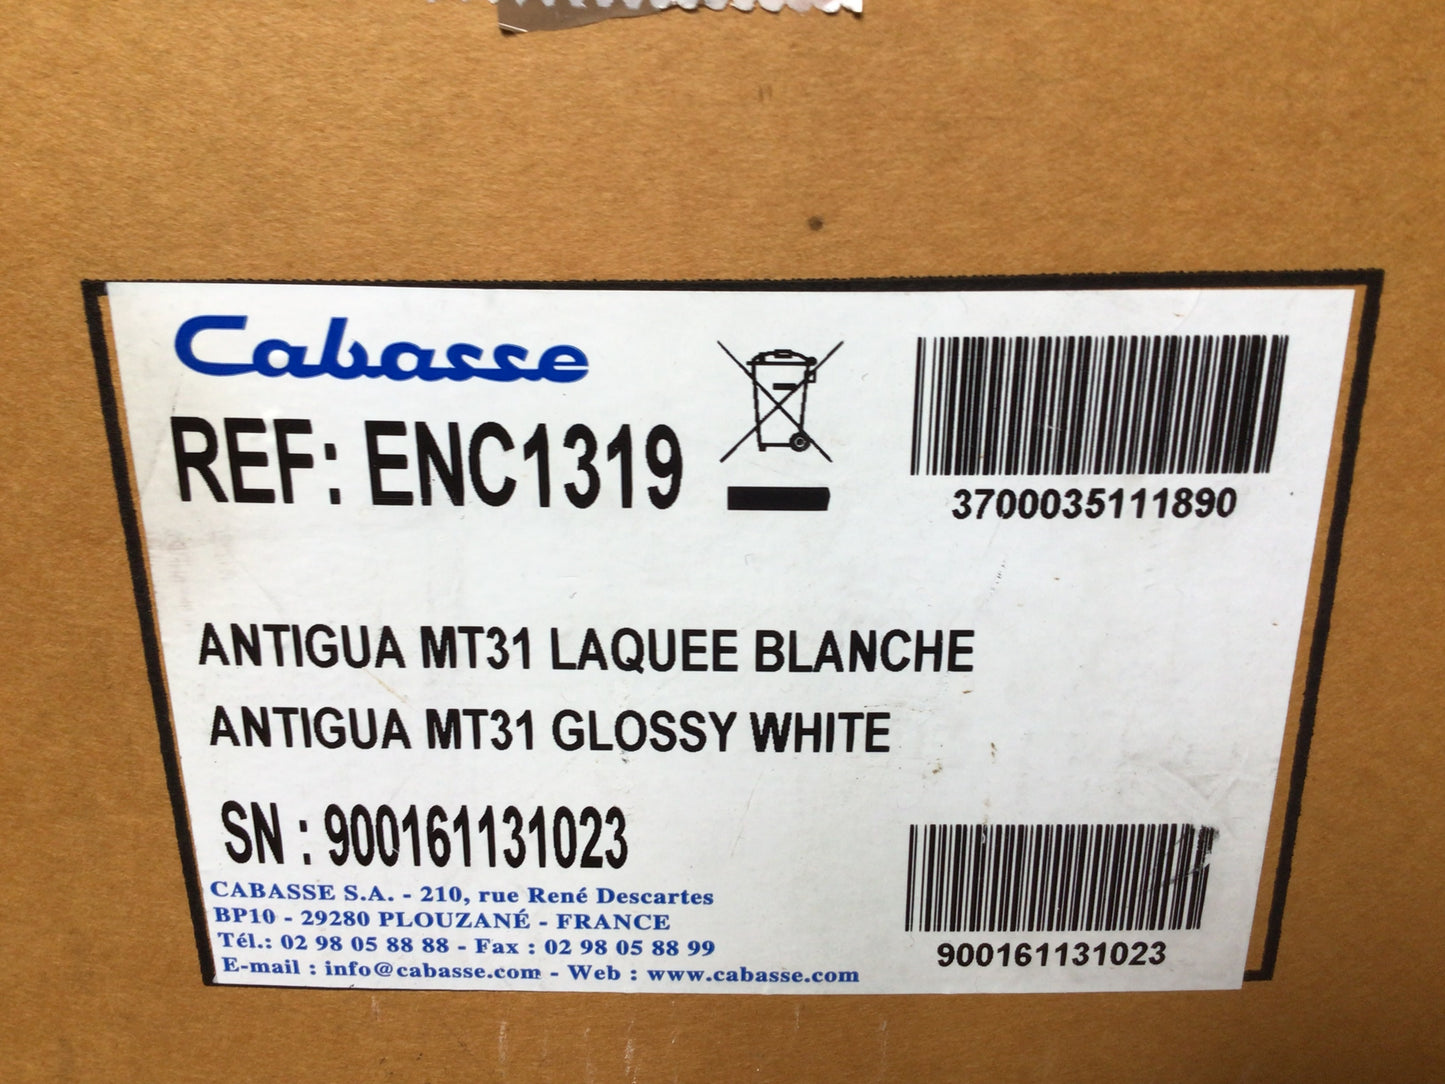 Cabasse
REF: ENC1319
3700035111890
ANTIGUA MT31 LAQUEE BLANCHE
ANTIGUA MT31 GLOSSY WHITE
SN : 900161131023
CABASSE S.A. - 210, rue René Descartes
BP10 - 29280 PLOUZANÉ - FRANCE
Tél.: 02 98 05 88 88 - Fax : 02 98 05 88 99
E-mail : info@cabasse.com - Web : www.cabasse.com
900161131023